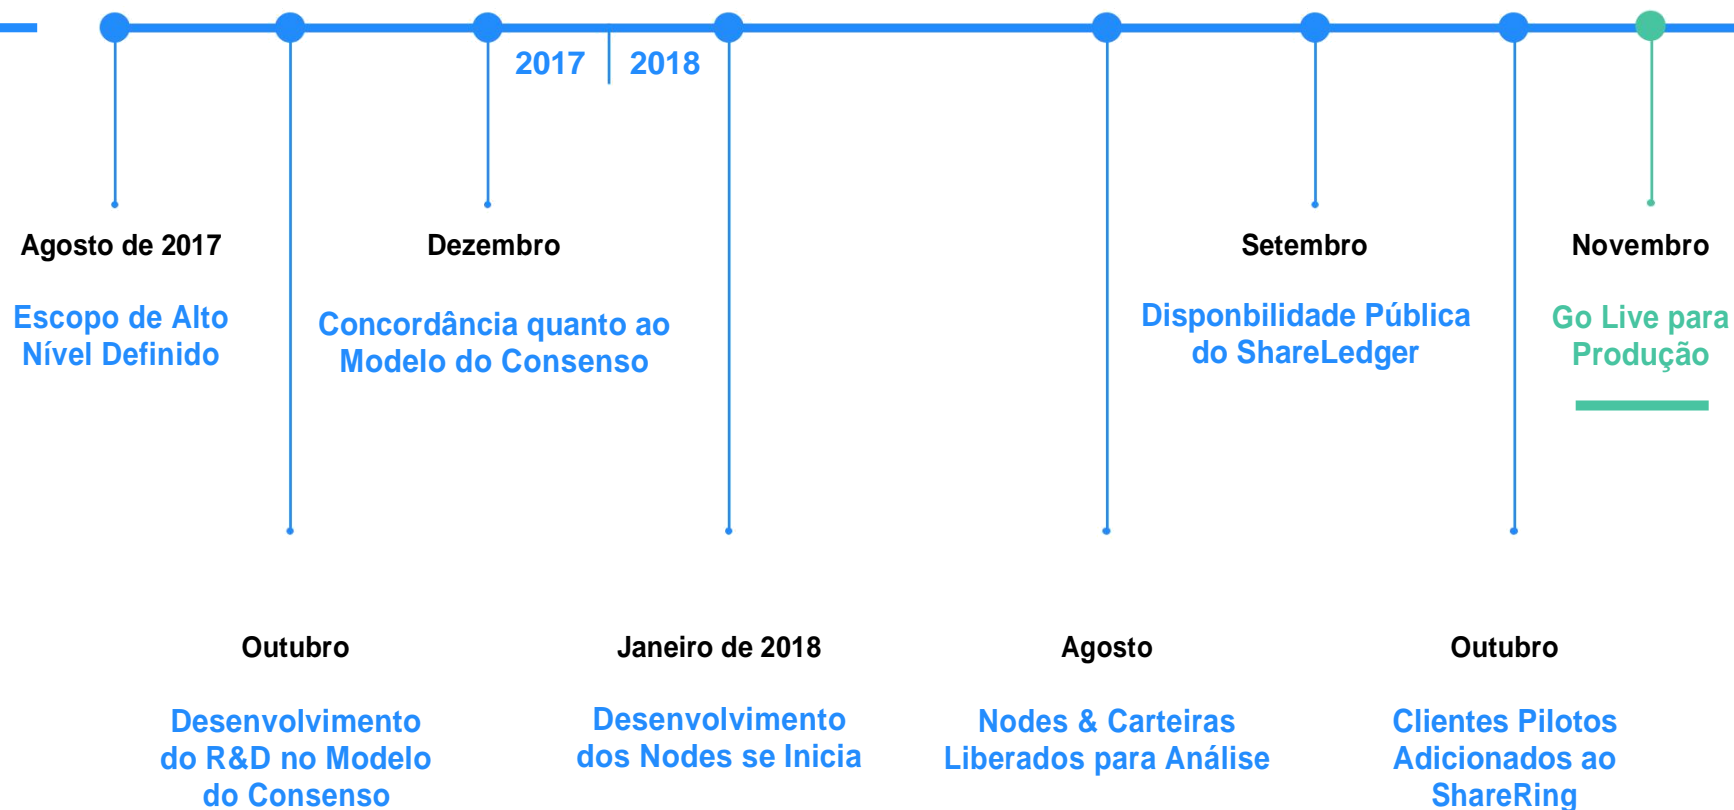 2017
2018
Agosto de 2017
Escopo de Alto
Nível Definido
Dezembro
Concordância quanto ao
Modelo do Consenso
Setembro
Disponbilidade Pública
do ShareLedger
Novembro
Go Live para
Produção
Outubro
Desenvolvimento
do R&D no Modelo
do Consenso
Janeiro de 2018
Desenvolvimento
dos Nodes se Inicia
Agosto
Nodes & Carteiras
Liberados para Análise
Outubro
Clientes Pilotos
Adicionados ao
ShareRing